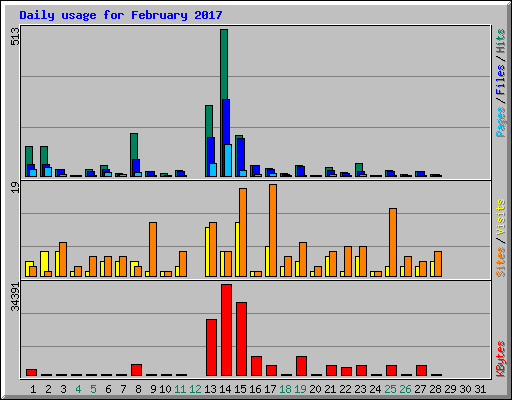 Daily usage for February 2017
513
Pages / Files / Hits
19
Sites / Visits
34391
KBytes
1 2 3 4 5 6 7 8 9 10 11 12 13 14 15 16 17 18 19 20 21 22 23 24 25 26 27 28 29 30 31